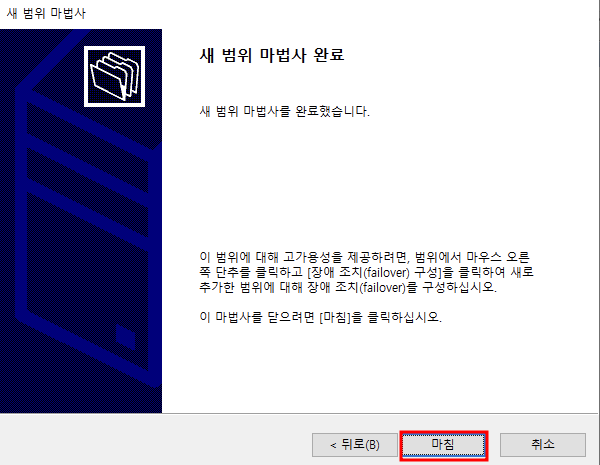 새 범위 마법사
새 범위 마법사 완료
새 범위 마법사를 완료했습니다.
이 범위에 대해 고가용성을 제공하려면, 범위에서 마우스 오른
쪽 단추를 클릭하고 [장애 조치(failover) 구성]을 클릭하여 새로
추가한 범위에 대해 장애 조치(failover)를 구성하십시오.
이 마법사를 닫으려면 [마침]을 클릭하십시오.
< 뒤로(B)
마침
취소